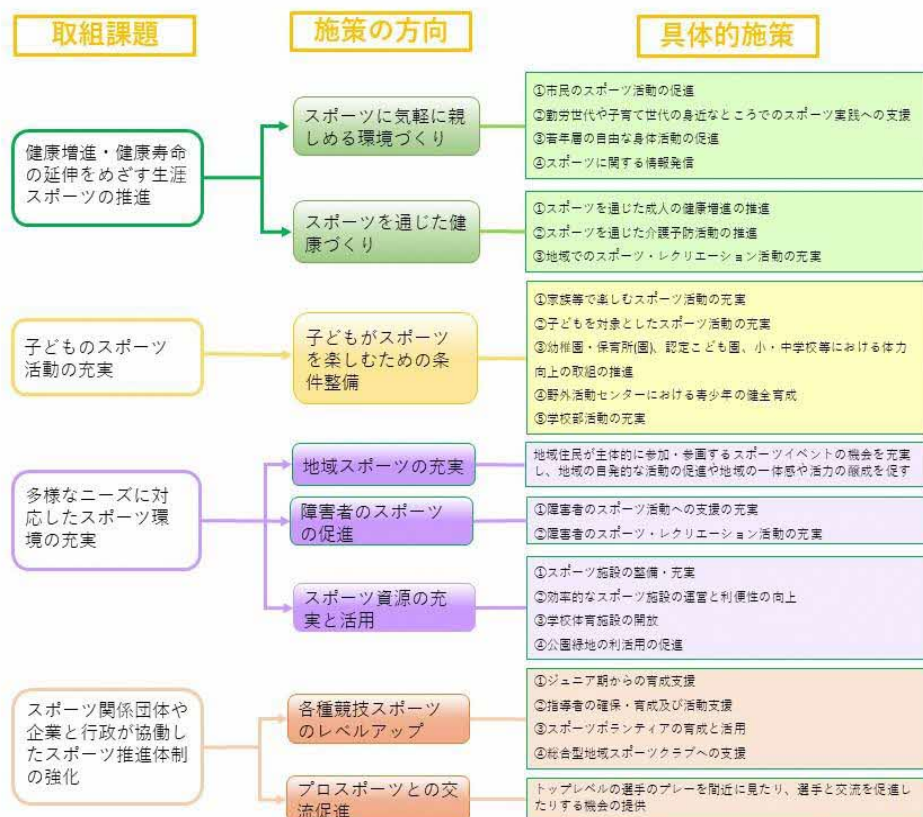 取組課題
施策の方向
具体的施策
健康増進・健康寿命
の延伸をめざす生涯
スポーツの推進
スポーツに気軽に親
しめる環境づくり
①市民のスポーツ活動の促進
②勤労世代や子育て世代の身近なところでのスポーツ実践への支援
③若年層の自由な身体活動の促進
④スポーツに関する情報発信
スポーツを通じた健
康づくり
①スポーツを通じた成人の健康増進の推進
②スポーツを通じた介護予防活動の推進
③地域でのスポーツ・レクリエーション活動の充実
子どものスポーツ
活動の充実
子どもがスポーツ
を楽しむための条
件整備
①家族等で楽しむスポーツ活動の充実
②子どもを対象としたスポーツ活動の充実
③幼稚園・保育所(園)、認定こども園、小・中学校等における体力
向上の取組の推進
④野外活動センターにおける青少年の健全育成
⑤学校部活動の充実
多様なニーズに対
応したスポーツ環
境の充実
地域スポーツの充実
地域住民が主体的に参加・参画するスポーツイベントの機会を充実
し、地域の自発的な活動の促進や地域の一体感や活力の醸成を促す
障害者のスポーツ
の促進
①障害者のスポーツ活動への支援の充実
②障害者のスポーツ・レクリエーション活動の充実
スポーツ資源の充
実と活用
①スポーツ施設の整備・充実
②効率的なスポーツ施設の運営と利便性の向上
③学校体育施設の開放
④公園緑地の利活用の促進
スポーツ関係団体や
企業と行政が協働した
スポーツ推進体制
の強化
各種競技スポーツ
のレベルアップ
①ジュニア期からの育成支援
②指導者の確保・育成及び活動支援
③スポーツボランティアの育成と活用
④総合型地域スポーツクラブへの支援
プロスポーツとの交
流促進
トップレベルの選手のプレーを間近に見たり、選手と交流を促進し
たりする機会の提供